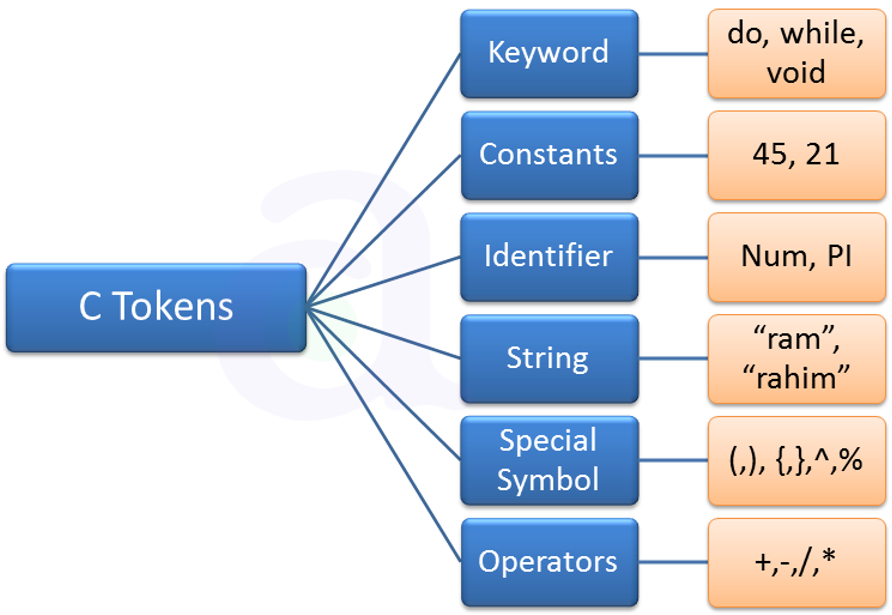 C Tokens
Keyword
do, while,
void
Constants
45, 21
Identifier
Num, PI
String
“ram”,
“rahim”
Special
Symbol
(,), {,},^,%
Operators
+,-,/,*